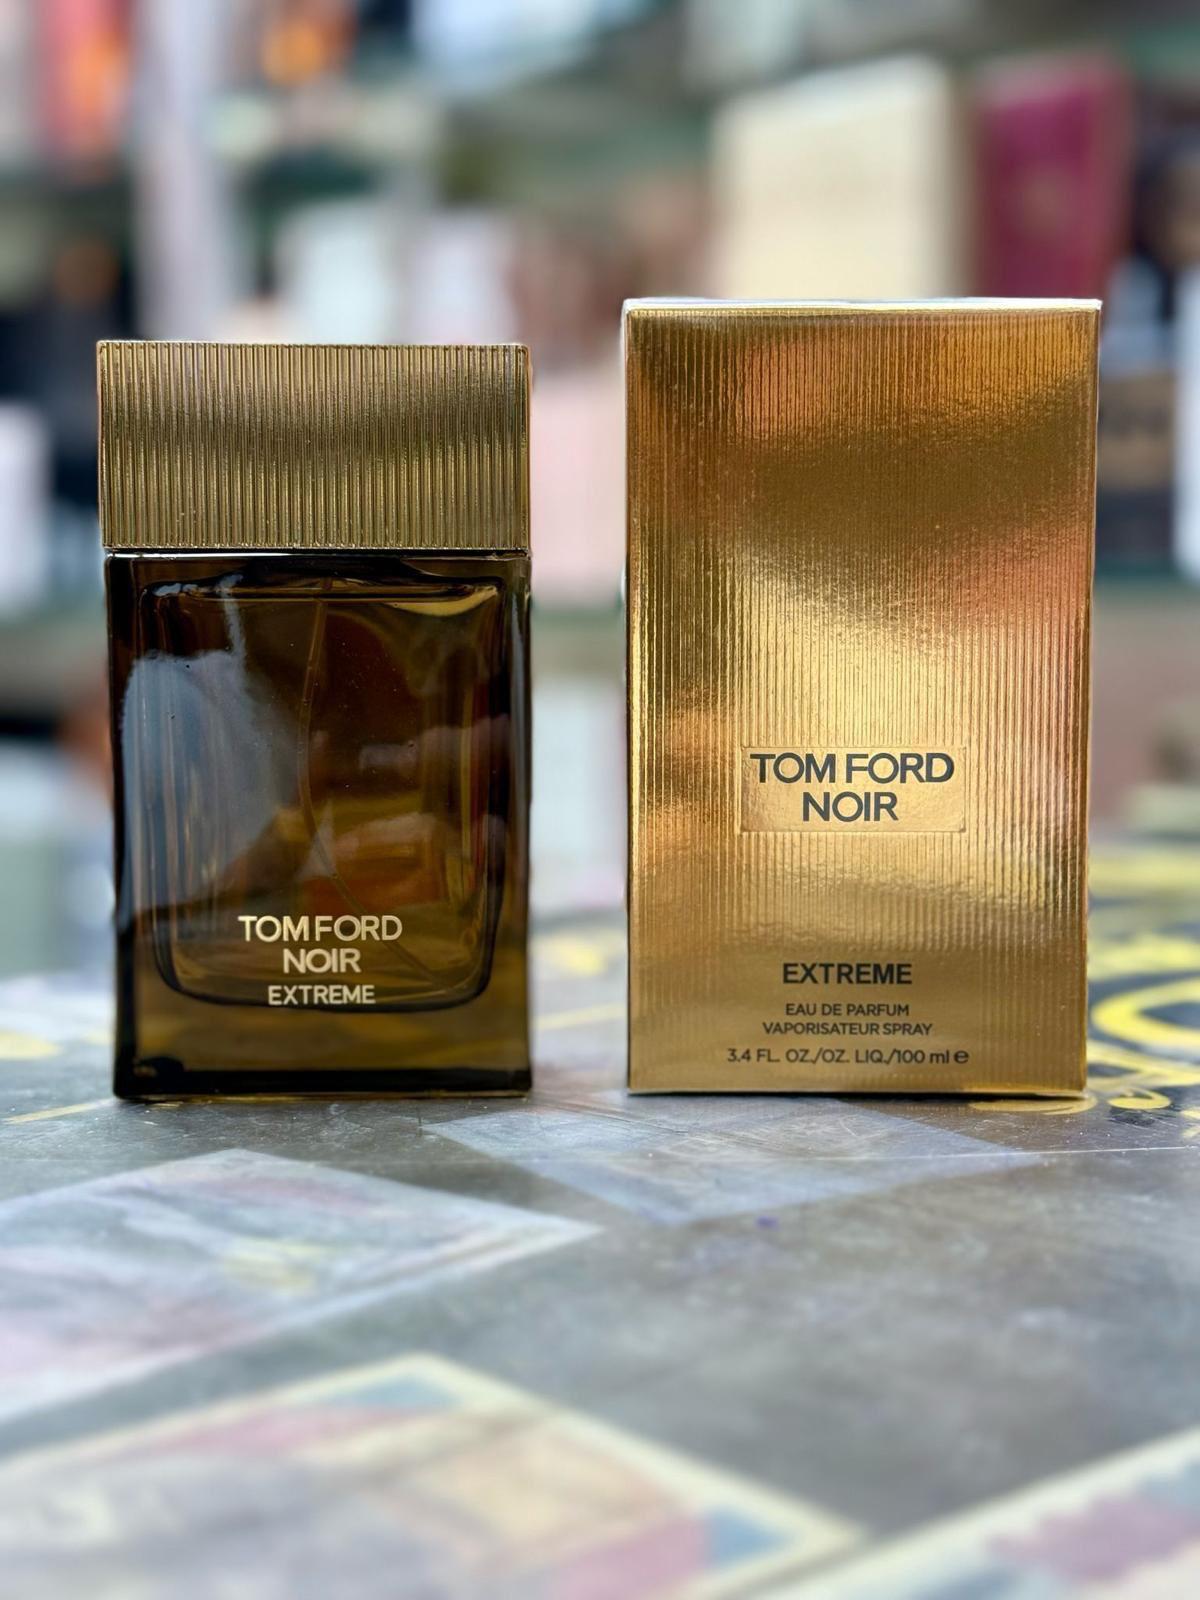 TOM FORD
NOIR
EXTREME
TOM FORD
NOIR
EXTREME
EAU DE PARFUM
VAPORISATEUR SPRAY
3.4 FL. OZ./OZ. LIQ./100 ml ℮